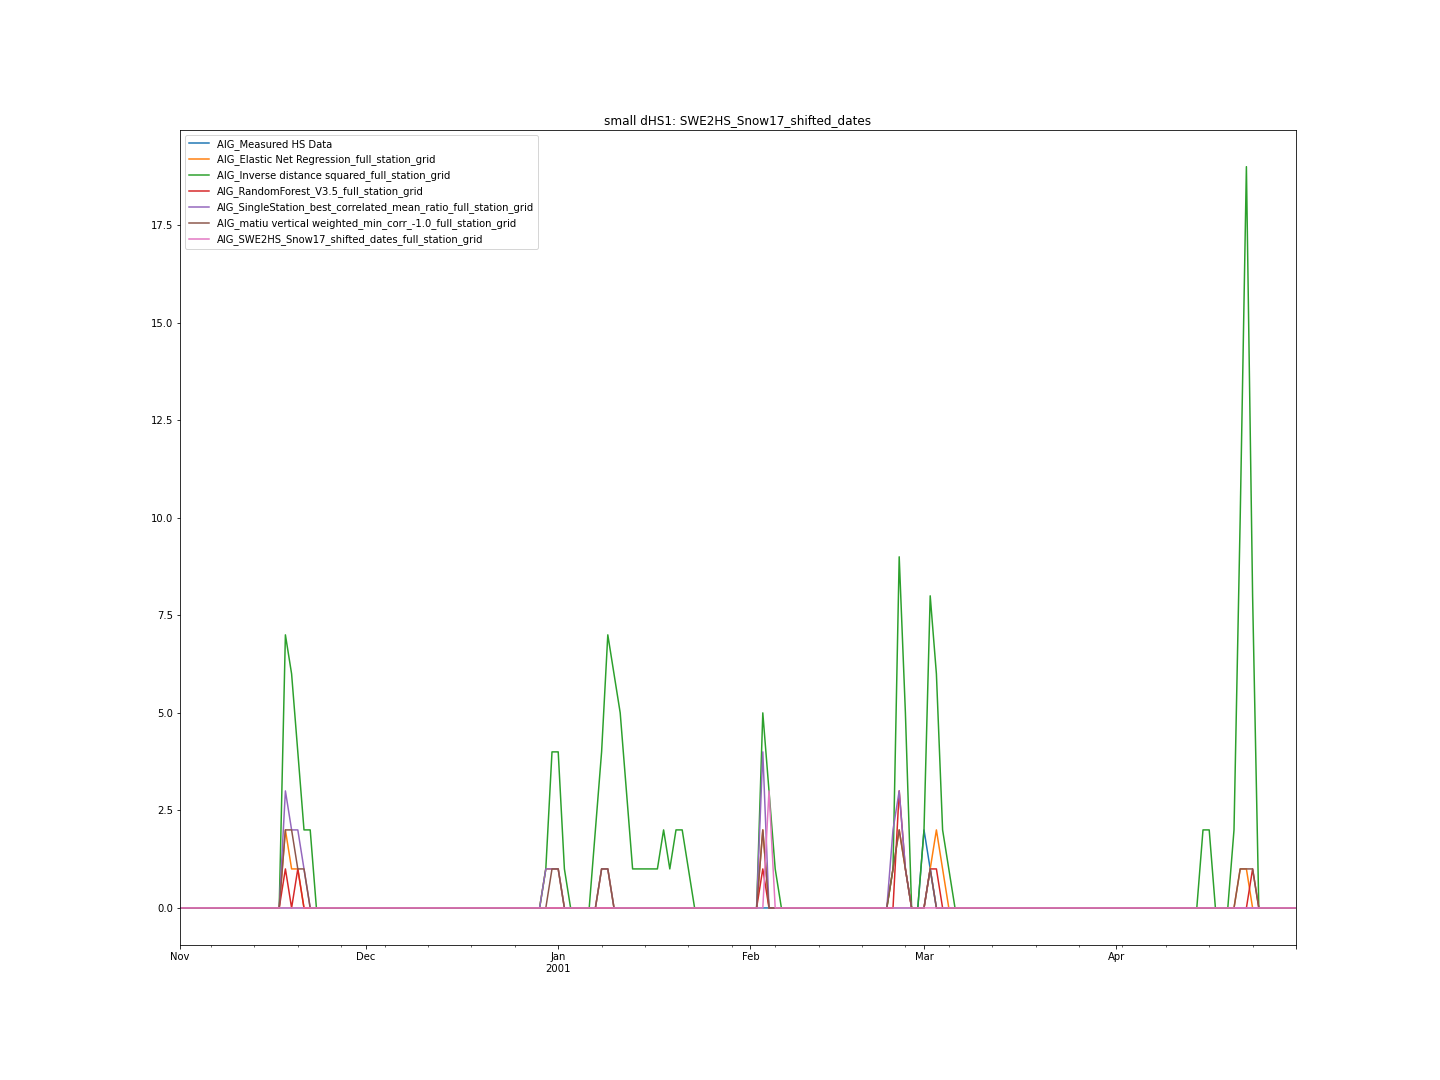 small dHS1: SWE2HS_Snow17_shifted_dates
AIG_Measured HS Data
AIG_Elastic Net Regression_full_station_grid
AIG_Inverse distance squared_full_station_grid
AIG_RandomForest_V3.5_full_station_grid
AIG_SingleStation_best_correlated_mean_ratio_full_station_grid
AIG_matiu vertical weighted_min_corr_-1.0_full_station_grid
AIG_SWE2HS_Snow17_shifted_dates_full_station_grid
17.5
15.0
12.5
10.0
7.5
5.0
2.5
0.0
Nov Dec Jan Feb Mar Apr
2001